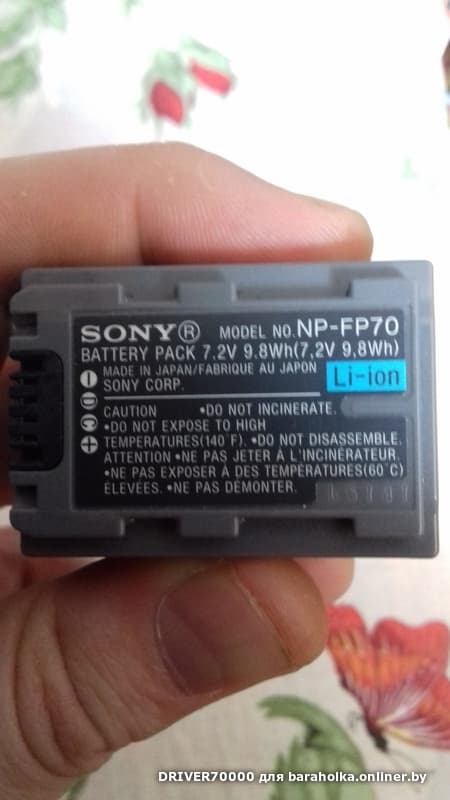 SONY® MODEL NO. NP-FP70
BATTERY PACK 7.2V 9.8Wh(7,2V 9,8Wh)
MADE IN JAPAN/FABRIQUE AU JAPON
SONY CORP.
Li-ion
CAUTION •DO NOT INCINERATE.
•DO NOT EXPOSE TO HIGH
TEMPERATURES(140˚F). •DO NOT DISASSEMBLE.
ATTENTION •NE PAS JETER À L'INCINÉRATEUR.
•NE PAS EXPOSER À DES TEMPÉRATURES(60˚C)
ÉLEVÉES. •NE PAS DÉMONTER.
DRIVER70000 для baraholka.onliner.by